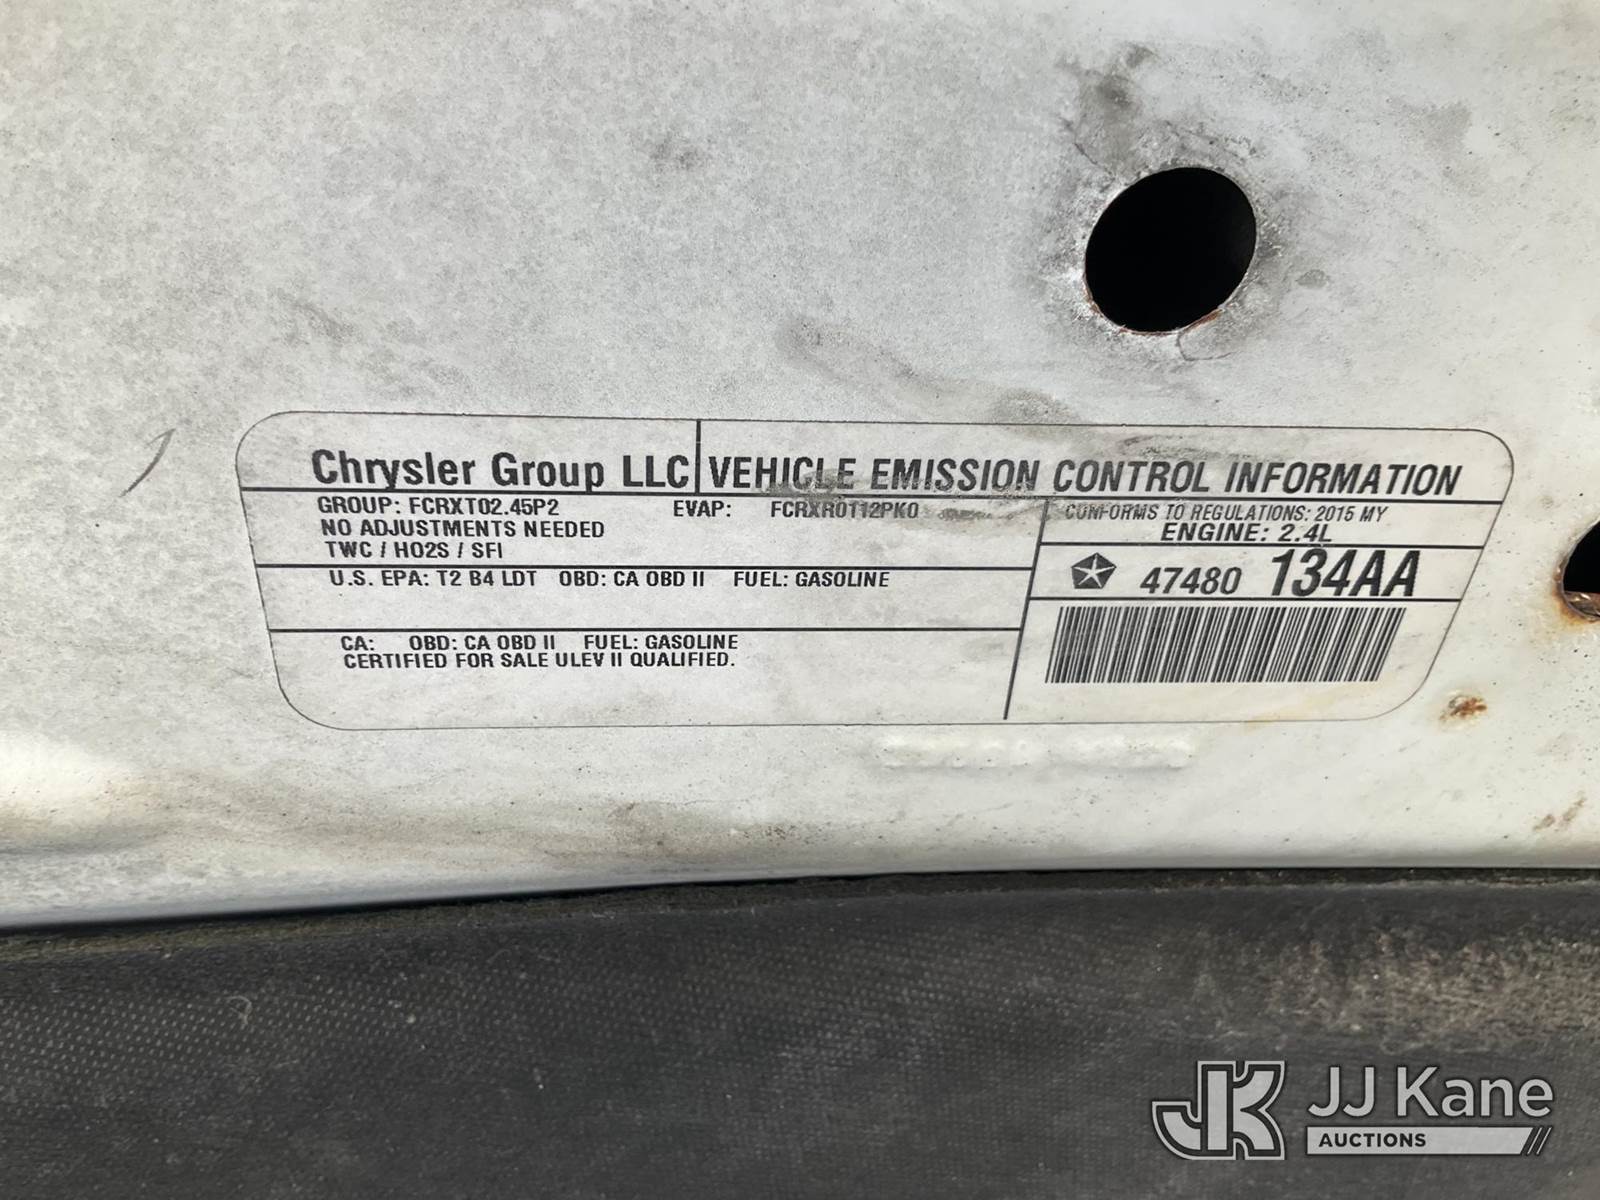 Chrysler Group LLC VEHICLE EMISSION CONTROL INFORMATION
GROUP: FCRXT02.45P2 EVAP: FCRXR0112PK0
NO ADJUSTMENTS NEEDED
TWC / HO2S / SFI
CONFORMS TO REGULATIONS: 2015 MY
ENGINE: 2.4L
U.S. EPA: T2 B4 LDT OBD: CA OBD II FUEL: GASOLINE
47480 134AA
CA: OBD: CA OBD II FUEL: GASOLINE
CERTIFIED FOR SALE ULEV II QUALIFIED.
JK JJ Kane
AUCTIONS